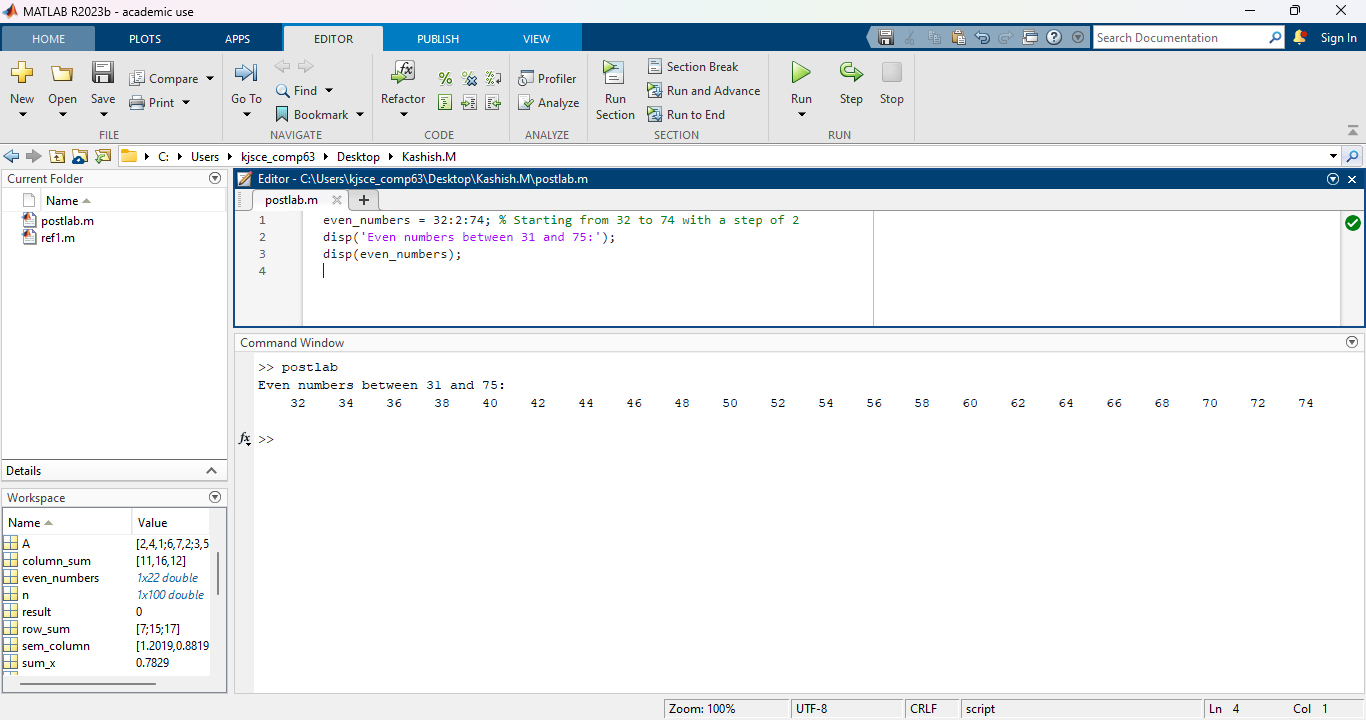 MATLAB R2023b - academic use
HOME PLOTS APPS EDITOR PUBLISH VIEW
Search Documentation
Sign In
New Open Save Compare Print
FILE
Go To Find Bookmark
NAVIGATE
Refactor
CODE
Profiler
Analyze
ANALYZE
Run Section
Section Break
Run and Advance
Run to End
SECTION
Run Step Stop
RUN
C: Users kjsce_comp63 Desktop Kashish.M
Current Folder
Name
postlab.m
ref1.m
Details
Workspace
Name Value
A [2,4,1;6,7,2;3,5
column_sum [11,16,12]
even_numbers 1x22 double
n 1x100 double
result 0
row_sum [7;15;17]
sem_column [1.2019,0.8819
sum_x 0.7829
Editor - C:\Users\kjsce_comp63\Desktop\Kashish.M\postlab.m
postlab.m
1 even_numbers = 32:2:74; % Starting from 32 to 74 with a step of 2
2 disp('Even numbers between 31 and 75:');
3 disp(even_numbers);
4
Command Window
>> postlab
Even numbers between 31 and 75:
32 34 36 38 40 42 44 46 48 50 52 54 56 58 60 62 64 66 68 70 72 74
fx >>
Zoom: 100% UTF-8 CRLF script Ln 4 Col 1